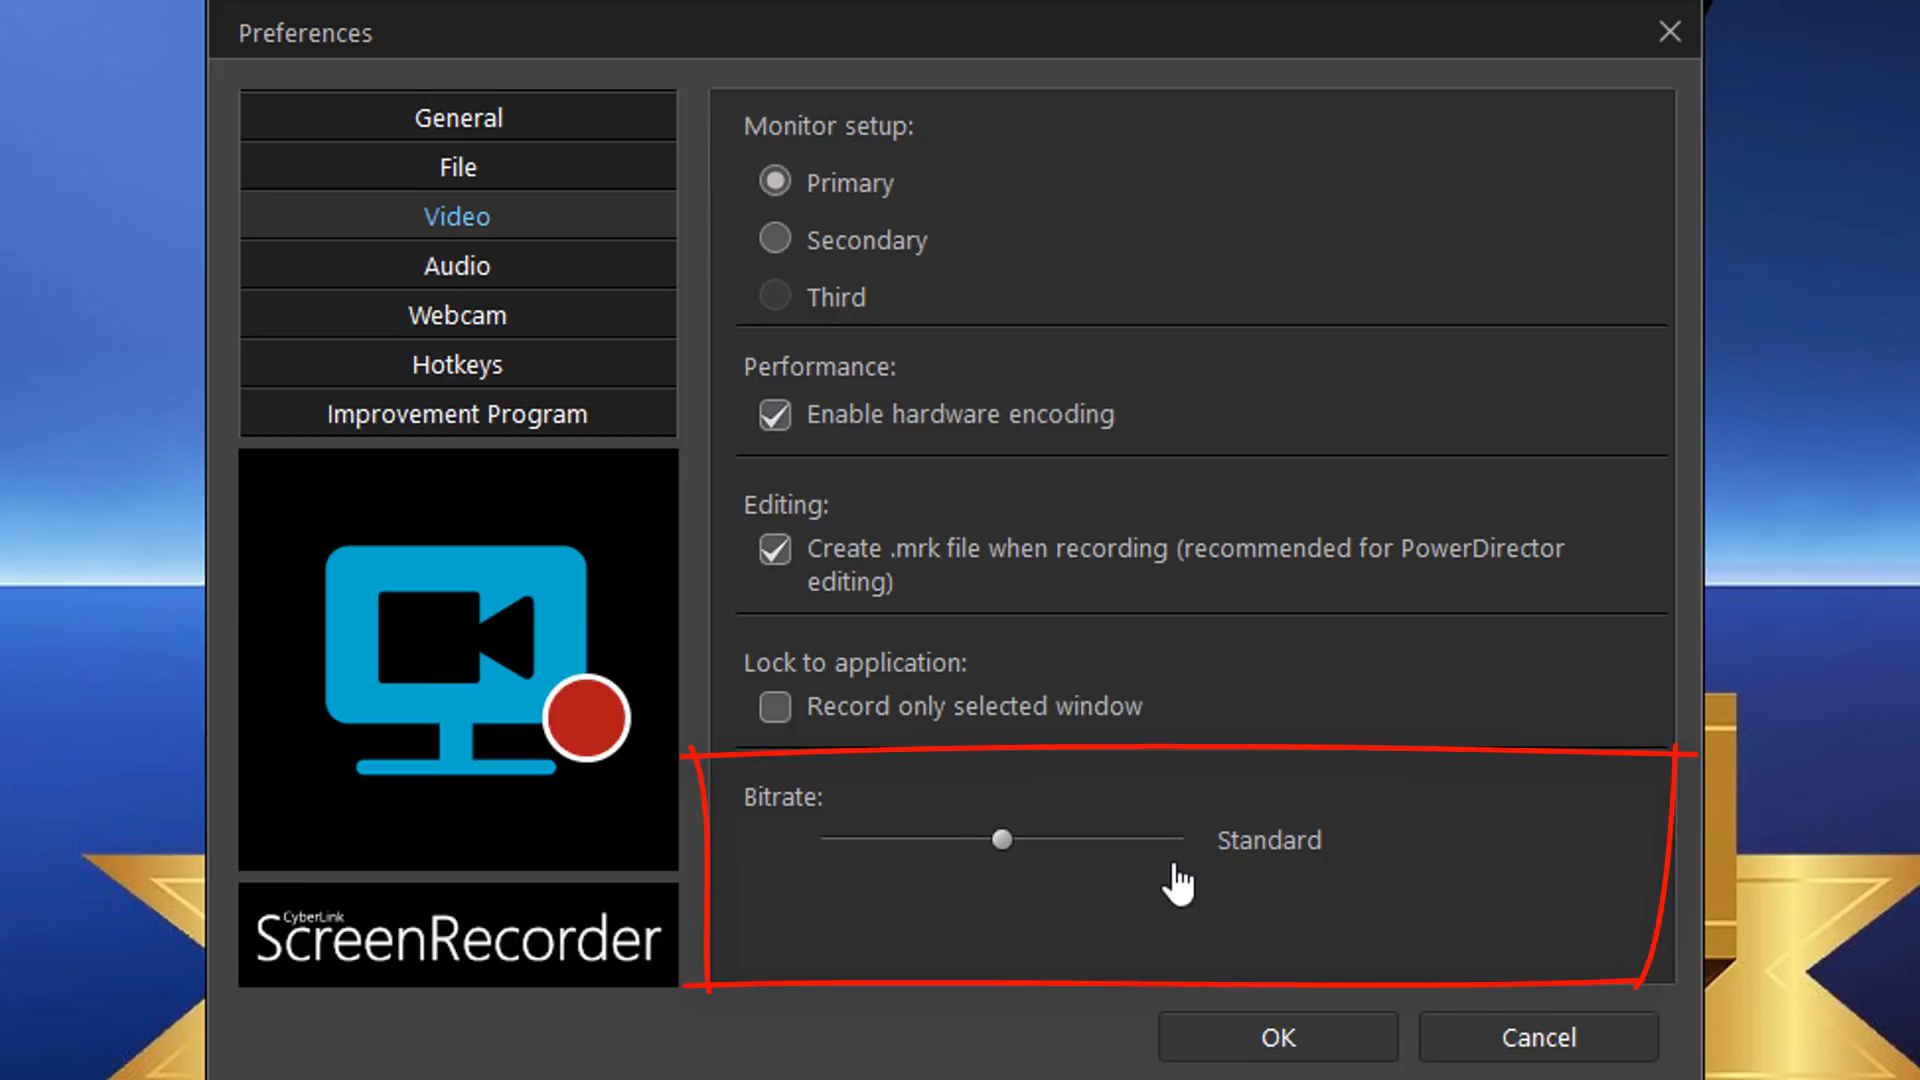 Preferences
General
File
Video
Audio
Webcam
Hotkeys
Improvement Program
CyberLink
ScreenRecorder
Monitor setup:
Primary
Secondary
Third
Performance:
Enable hardware encoding
Editing:
Create .mrk file when recording (recommended for PowerDirector
editing)
Lock to application:
Record only selected window
Bitrate:
Standard
OK
Cancel